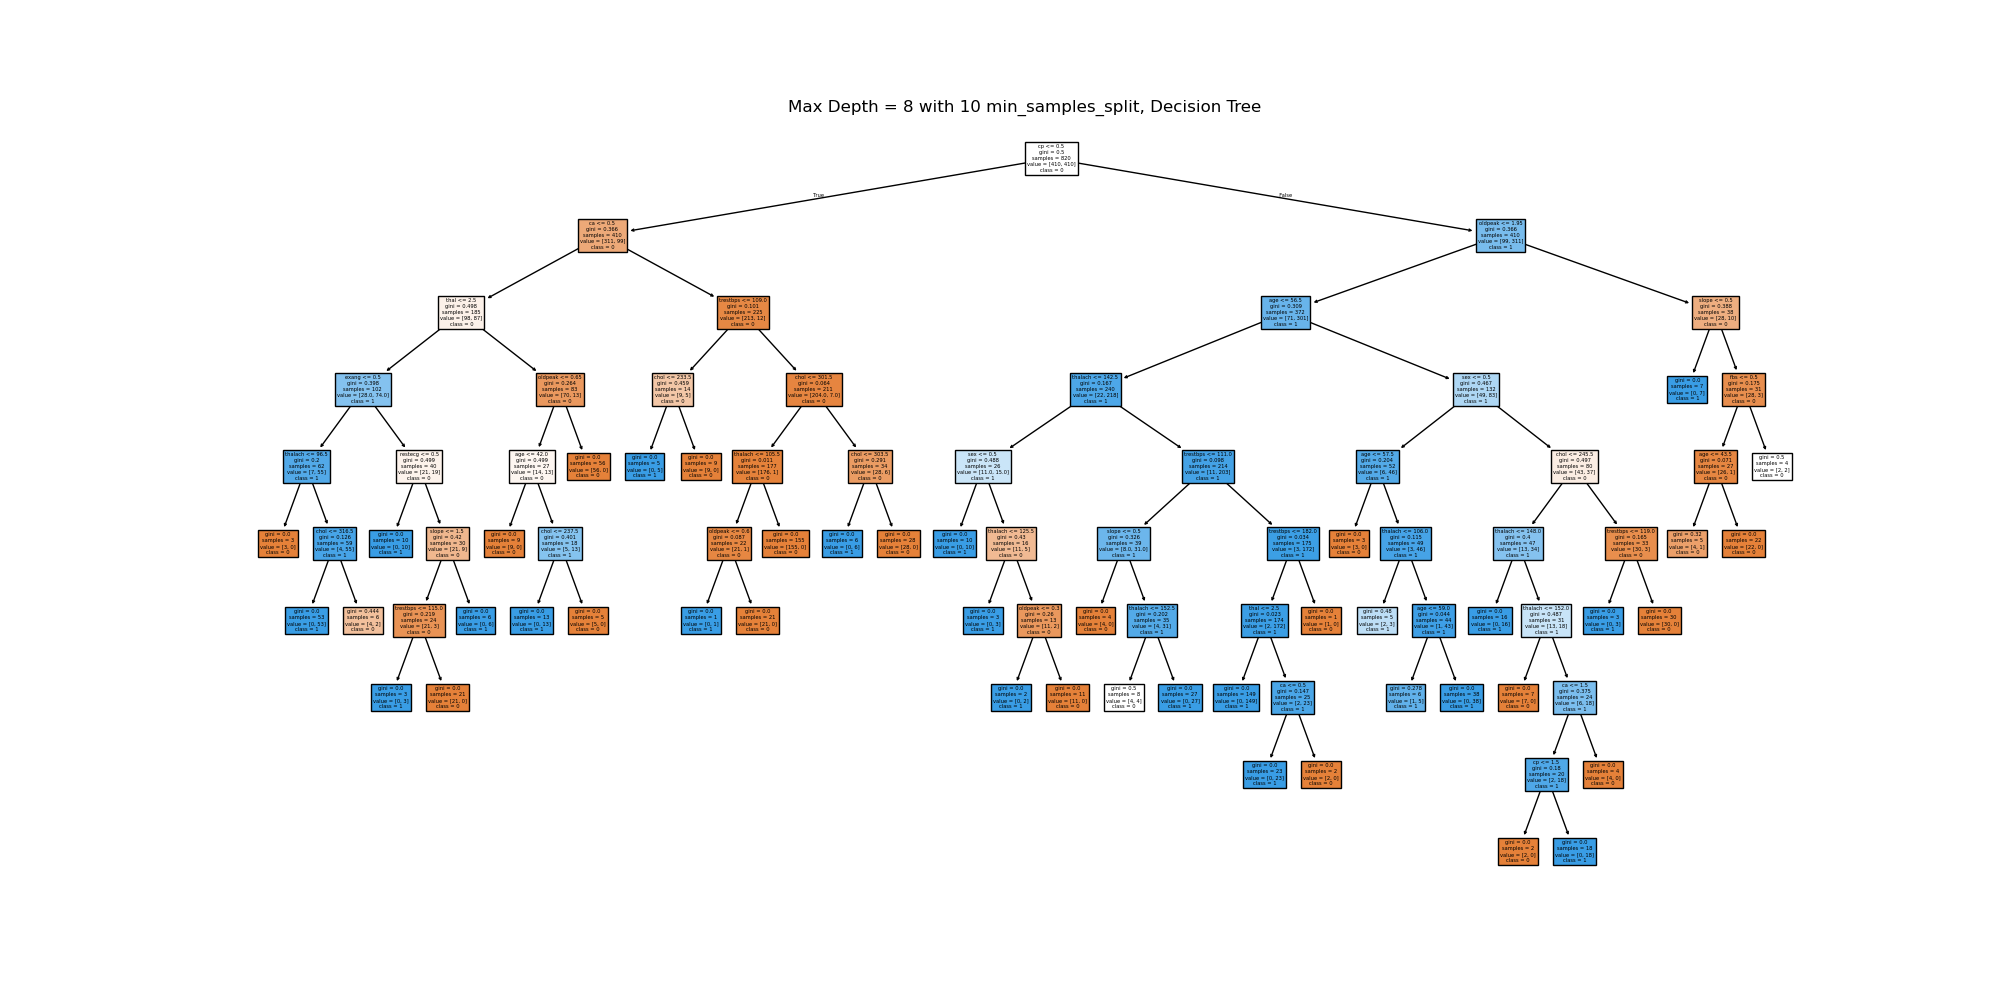 Max Depth = 8 with 10 min_samples_split, Decision Tree
cp <= 0.5
gini = 0.5
samples = 820
value = [410, 410]
class = 0
True
False
ca <= 0.5
gini = 0.366
samples = 410
value = [311, 99]
class = 0
oldpeak <= 1.95
gini = 0.366
samples = 410
value = [99, 311]
class = 1
thal <= 2.5
gini = 0.498
samples = 185
value = [98, 87]
class = 0
trestbps <= 109.0
gini = 0.101
samples = 225
value = [213, 12]
class = 0
age <= 56.5
gini = 0.309
samples = 372
value = [71, 301]
class = 1
slope <= 0.5
gini = 0.388
samples = 38
value = [28, 10]
class = 0
exang <= 0.5
gini = 0.398
samples = 102
value = [28.0, 74.0]
class = 1
oldpeak <= 0.65
gini = 0.264
samples = 83
value = [70, 13]
class = 0
chol <= 233.5
gini = 0.459
samples = 14
value = [9, 5]
class = 0
chol <= 301.5
gini = 0.064
samples = 211
value = [204.0, 7.0]
class = 0
thalach <= 142.5
gini = 0.167
samples = 240
value = [22, 218]
class = 1
sex <= 0.5
gini = 0.467
samples = 132
value = [49, 83]
class = 1
gini = 0.0
samples = 7
value = [0, 7]
class = 1
fbs <= 0.5
gini = 0.175
samples = 31
value = [28, 3]
class = 0
thalach <= 96.5
gini = 0.2
samples = 62
value = [7, 55]
class = 1
restecg <= 0.5
gini = 0.499
samples = 40
value = [21, 19]
class = 0
age <= 42.0
gini = 0.499
samples = 27
value = [14, 13]
class = 0
gini = 0.0
samples = 56
value = [56, 0]
class = 0
gini = 0.0
samples = 5
value = [0, 5]
class = 1
gini = 0.0
samples = 9
value = [9, 0]
class = 0
thalach <= 105.5
gini = 0.011
samples = 177
value = [176, 1]
class = 0
chol <= 303.5
gini = 0.291
samples = 34
value = [28, 6]
class = 0
sex <= 0.5
gini = 0.488
samples = 26
value = [11.0, 15.0]
class = 1
trestbps <= 111.0
gini = 0.098
samples = 214
value = [11, 203]
class = 1
age <= 57.5
gini = 0.204
samples = 52
value = [6, 46]
class = 1
chol <= 245.5
gini = 0.497
samples = 80
value = [43, 37]
class = 0
age <= 43.5
gini = 0.071
samples = 27
value = [26, 1]
class = 0
gini = 0.5
samples = 4
value = [2, 2]
class = 0
gini = 0.0
samples = 3
value = [3, 0]
class = 0
chol <= 316.5
gini = 0.126
samples = 59
value = [4, 55]
class = 1
gini = 0.0
samples = 10
value = [0, 10]
class = 1
slope <= 1.5
gini = 0.42
samples = 30
value = [21, 9]
class = 0
gini = 0.0
samples = 9
value = [9, 0]
class = 0
chol <= 237.5
gini = 0.401
samples = 18
value = [5, 13]
class = 1
oldpeak <= 0.6
gini = 0.087
samples = 22
value = [21, 1]
class = 0
gini = 0.0
samples = 155
value = [155, 0]
class = 0
gini = 0.0
samples = 6
value = [0, 6]
class = 1
gini = 0.0
samples = 28
value = [28, 0]
class = 0
gini = 0.0
samples = 10
value = [0, 10]
class = 1
thalach <= 125.5
gini = 0.43
samples = 16
value = [11, 5]
class = 0
slope <= 0.5
gini = 0.326
samples = 39
value = [8.0, 31.0]
class = 1
trestbps <= 182.0
gini = 0.034
samples = 175
value = [3, 172]
class = 1
gini = 0.0
samples = 3
value = [3, 0]
class = 0
thalach <= 106.0
gini = 0.115
samples = 49
value = [3, 46]
class = 1
thalach <= 148.0
gini = 0.4
samples = 47
value = [13, 34]
class = 1
trestbps <= 119.0
gini = 0.165
samples = 33
value = [30, 3]
class = 0
gini = 0.32
samples = 5
value = [4, 1]
class = 0
gini = 0.0
samples = 22
value = [22, 0]
class = 0
gini = 0.0
samples = 53
value = [0, 53]
class = 1
gini = 0.444
samples = 6
value = [4, 2]
class = 0
trestbps <= 115.0
gini = 0.219
samples = 24
value = [21, 3]
class = 0
gini = 0.0
samples = 6
value = [0, 6]
class = 1
gini = 0.0
samples = 13
value = [0, 13]
class = 1
gini = 0.0
samples = 5
value = [5, 0]
class = 0
gini = 0.0
samples = 1
value = [0, 1]
class = 1
gini = 0.0
samples = 21
value = [21, 0]
class = 0
gini = 0.0
samples = 3
value = [0, 3]
class = 1
oldpeak <= 0.3
gini = 0.26
samples = 13
value = [11, 2]
class = 0
gini = 0.0
samples = 4
value = [4, 0]
class = 0
thalach <= 152.5
gini = 0.202
samples = 35
value = [4, 31]
class = 1
thal <= 2.5
gini = 0.023
samples = 174
value = [2, 172]
class = 1
gini = 0.0
samples = 1
value = [1, 0]
class = 0
gini = 0.48
samples = 5
value = [2, 3]
class = 1
age <= 59.0
gini = 0.044
samples = 44
value = [1, 43]
class = 1
gini = 0.0
samples = 16
value = [0, 16]
class = 1
thalach <= 152.0
gini = 0.487
samples = 31
value = [13, 18]
class = 1
gini = 0.0
samples = 3
value = [0, 3]
class = 1
gini = 0.0
samples = 30
value = [30, 0]
class = 0
gini = 0.0
samples = 3
value = [0, 3]
class = 1
gini = 0.0
samples = 21
value = [21, 0]
class = 0
gini = 0.0
samples = 2
value = [0, 2]
class = 1
gini = 0.0
samples = 11
value = [11, 0]
class = 0
gini = 0.5
samples = 8
value = [4, 4]
class = 0
gini = 0.0
samples = 27
value = [0, 27]
class = 1
gini = 0.0
samples = 149
value = [0, 149]
class = 1
ca <= 0.5
gini = 0.147
samples = 25
value = [2, 23]
class = 1
gini = 0.278
samples = 6
value = [1, 5]
class = 1
gini = 0.0
samples = 38
value = [0, 38]
class = 1
gini = 0.0
samples = 7
value = [7, 0]
class = 0
ca <= 1.5
gini = 0.375
samples = 24
value = [6, 18]
class = 1
gini = 0.0
samples = 23
value = [0, 23]
class = 1
gini = 0.0
samples = 2
value = [2, 0]
class = 0
cp <= 1.5
gini = 0.18
samples = 20
value = [2, 18]
class = 1
gini = 0.0
samples = 4
value = [4, 0]
class = 0
gini = 0.0
samples = 2
value = [2, 0]
class = 0
gini = 0.0
samples = 18
value = [0, 18]
class = 1